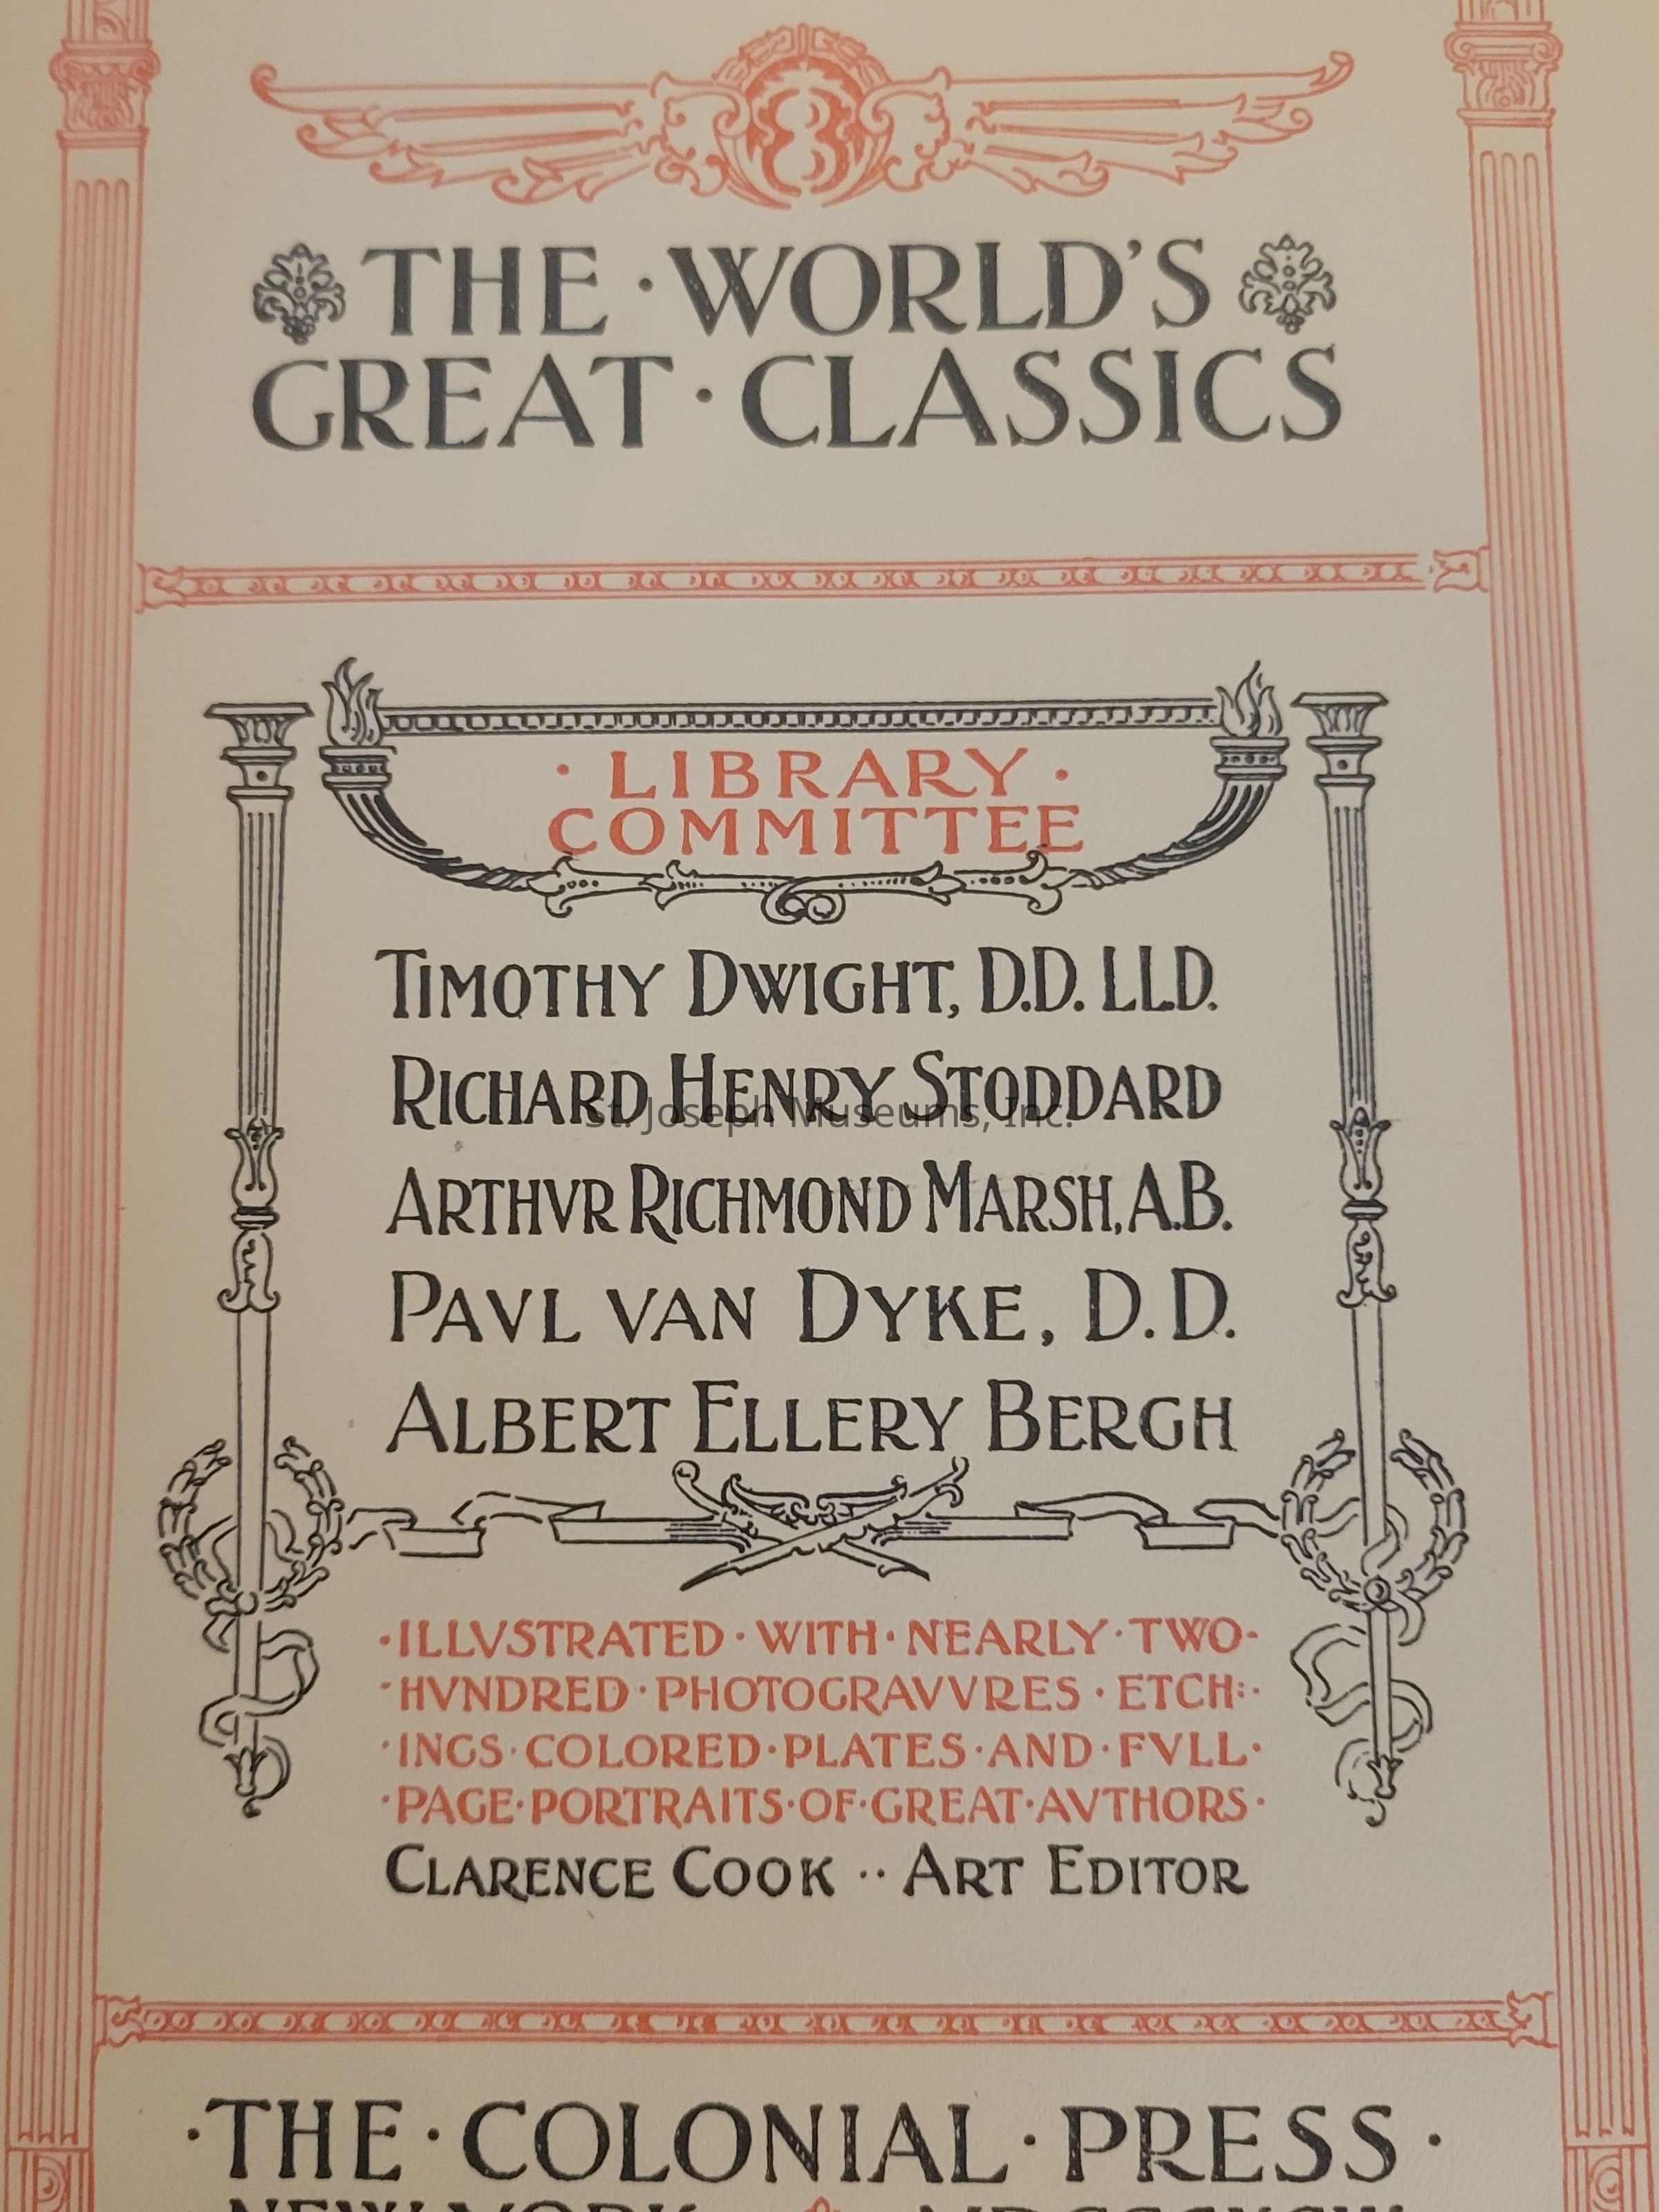 THE · WORLD'S
GREAT · CLASSICS
· LIBRARY ·
COMMITTEE
TIMOTHY DWIGHT, D.D. LL.D.
RICHARD HENRY STODDARD
St. Joseph Museums, Inc.
ARTHVR RICHMOND MARSH, A.B.
PAVL VAN DYKE, D.D.
ALBERT ELLERY BERGH
·ILLVSTRATED·WITH·NEARLY·TWO·
·HVNDRED·PHOTOGRAVVRES·ETCH:·
·INGS·COLORED·PLATES·AND·FVLL·
·PAGE·PORTRAITS·OF·GREAT·AVTHORS·
CLARENCE COOK ·· ART EDITOR
·THE·COLONIAL·PRESS·
NEW YORK